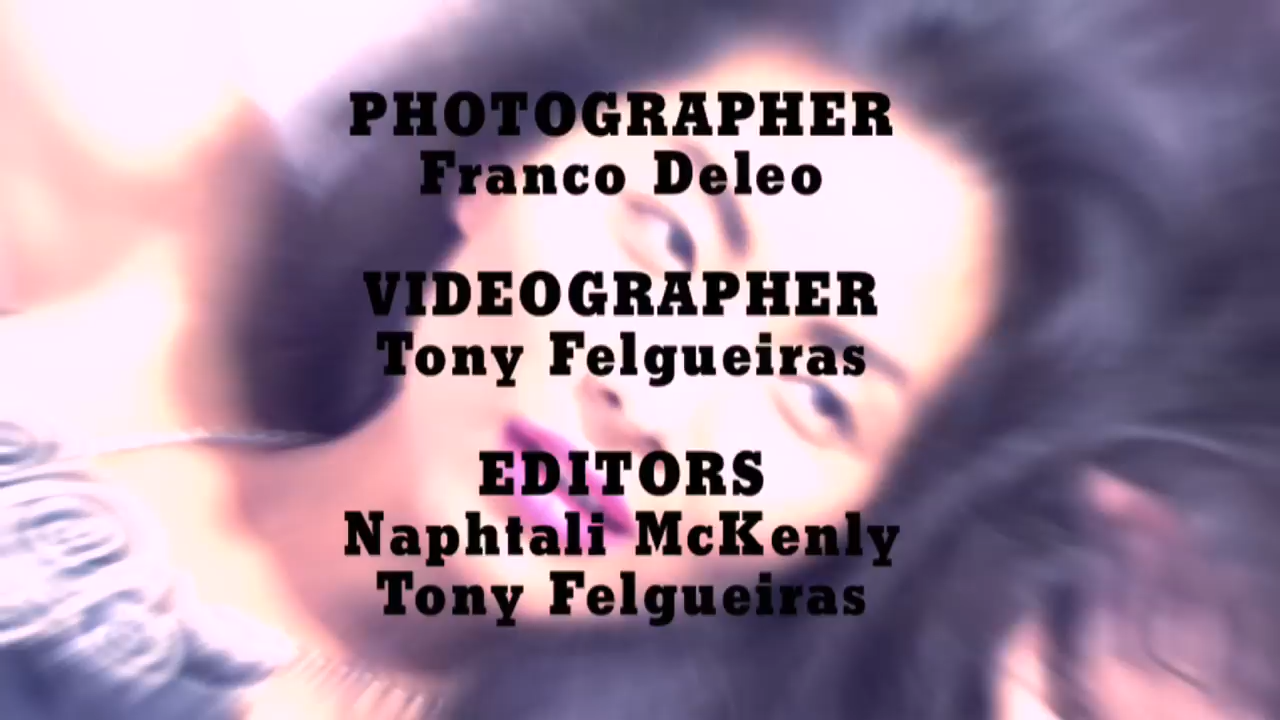 PHOTOGRAPHER
Franco Deleo
VIDEOGRAPHER
Tony Felgueiras
EDITORS
Naphtali McKenly
Tony Felgueiras